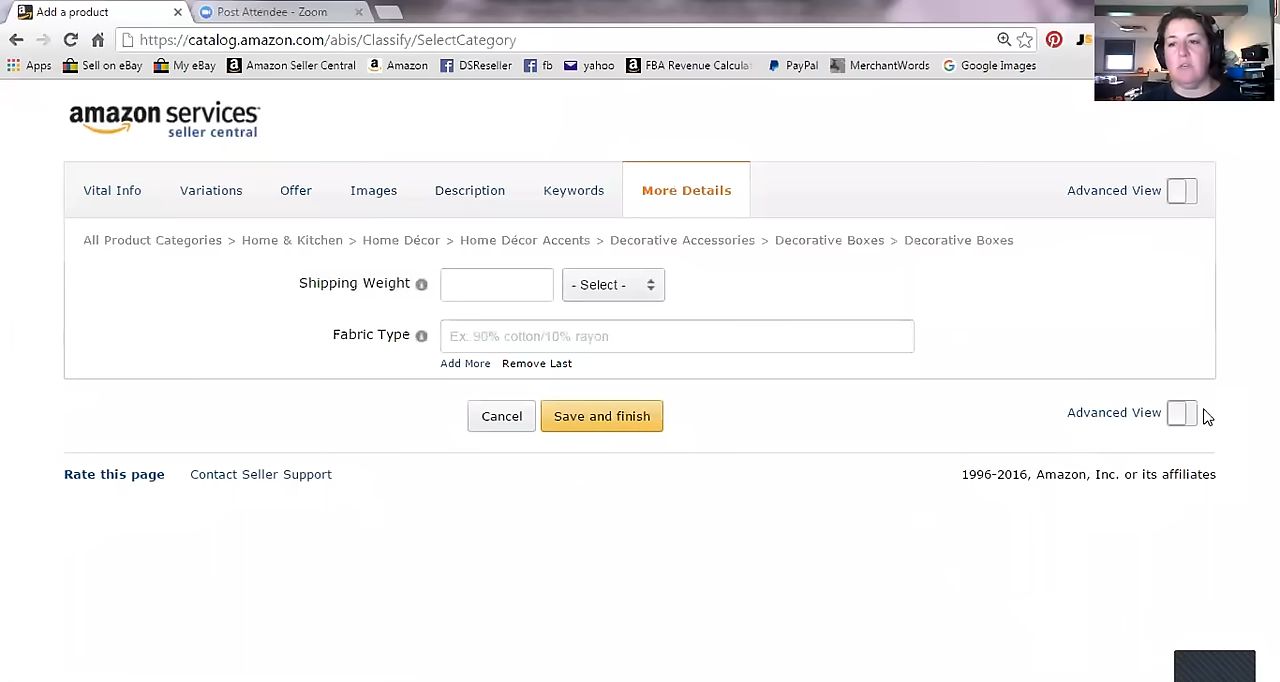 Add a product
Post Attendee - Zoom
https://catalog.amazon.com/abis/Classify/SelectCategory
Apps Sell on eBay My eBay Amazon Seller Central Amazon DSReseller fb yahoo FBA Revenue Calcula PayPal MerchantWords Google Images
amazon services
seller central
Vital Info Variations Offer Images Description Keywords More Details Advanced View
All Product Categories > Home & Kitchen > Home Décor > Home Décor Accents > Decorative Accessories > Decorative Boxes > Decorative Boxes
Shipping Weight - Select -
Fabric Type Ex: 90% cotton/10% rayon
Add More Remove Last
Cancel Save and finish Advanced View
Rate this page Contact Seller Support 1996-2016, Amazon, Inc. or its affiliates